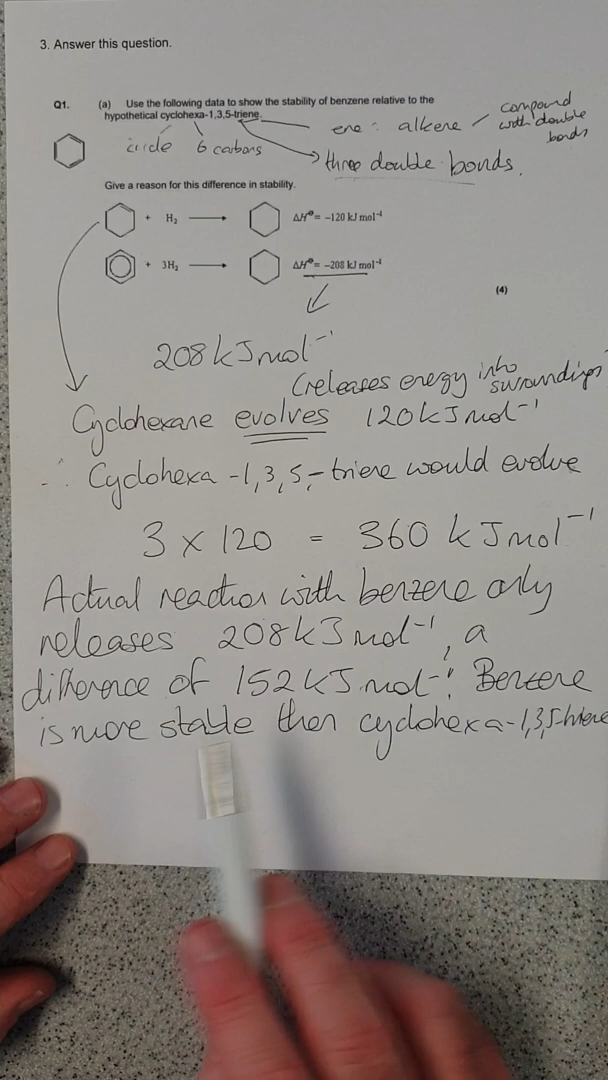 3. Answer this question.
Q1. (a) Use the following data to show the stability of benzene relative to the
hypothetical cyclohexa-1,3,5-triene.
ene : alkene / compound
with double
bonds
circle 6 carbons
three double bonds.
Give a reason for this difference in stability.
+ H₂ ⟶ ΔH⦵ = −120 kJ mol⁻¹
+ 3H₂ ⟶ ΔH⦵ = −208 kJ mol⁻¹
(4)
208 kJ mol⁻¹
(releases energy into
surroundings
Cyclohexane evolves 120 kJ mol⁻¹
∴ Cyclohexa -1,3,5,- triene would evolve
3 x 120 = 360 kJ mol⁻¹
Actual reaction with benzene only
releases 208 kJ mol⁻¹, a
difference of 152 kJ mol⁻¹. Benzene
is more stable then cyclohexa-1,3,5-triene